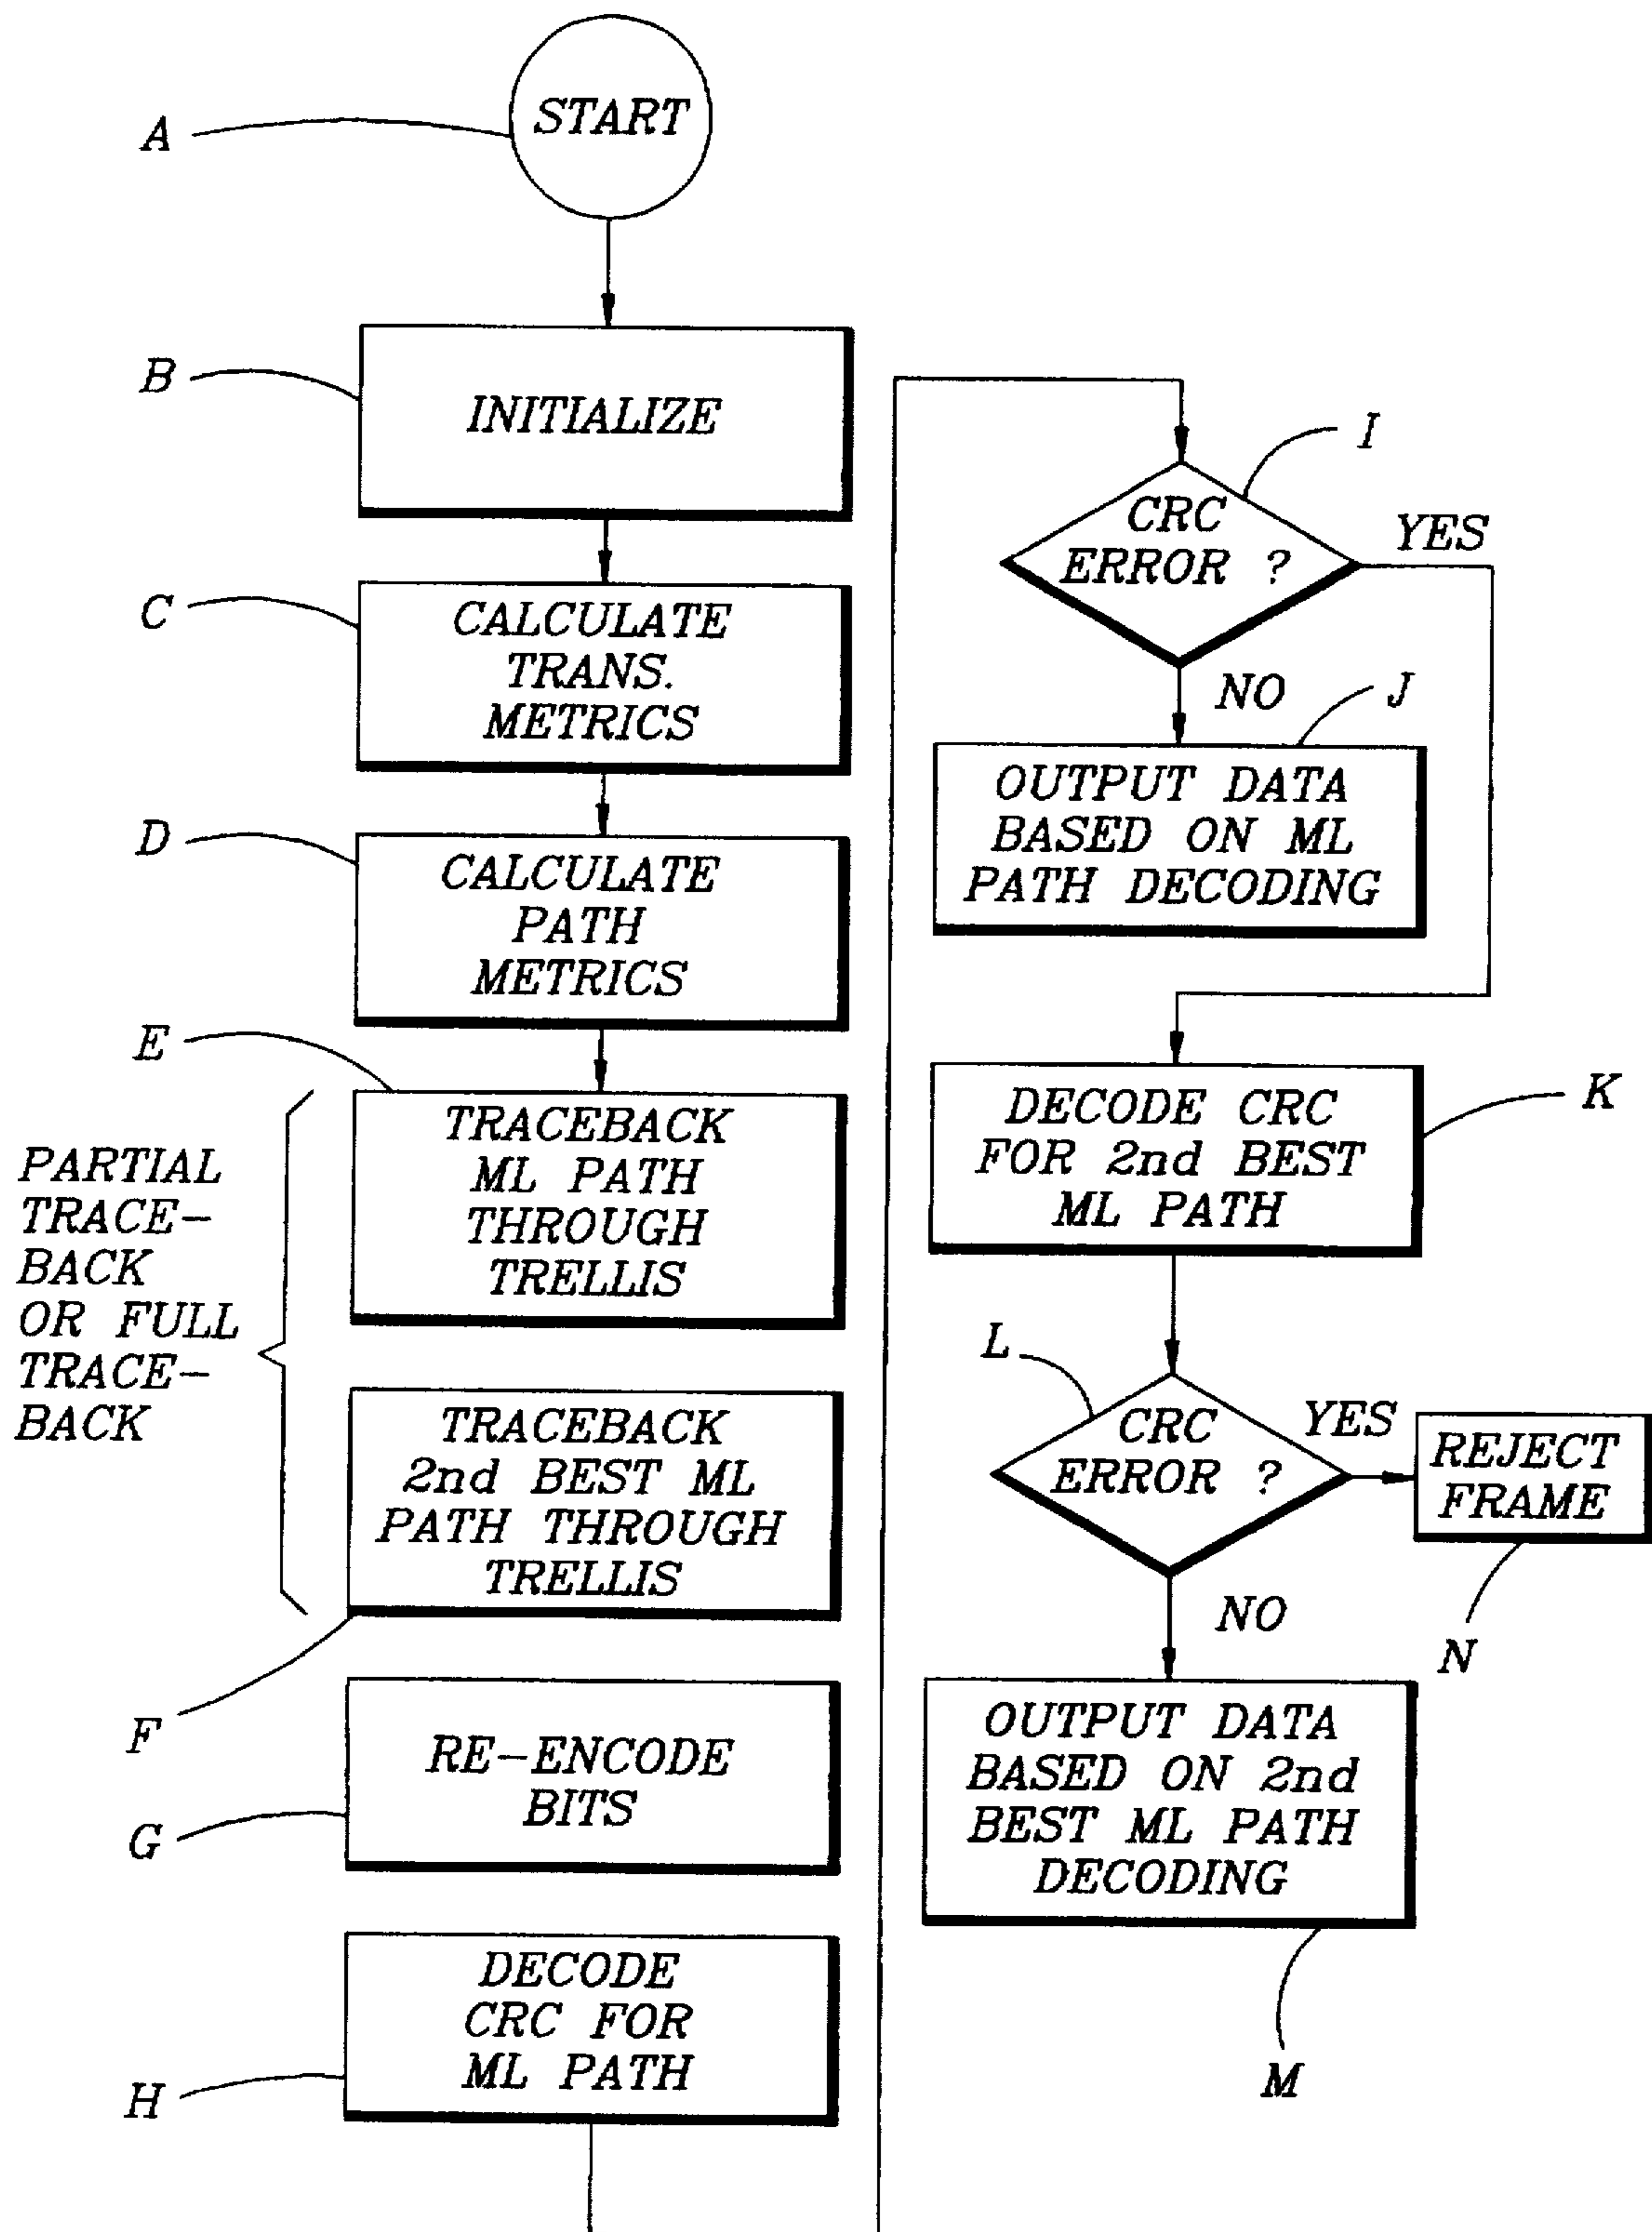 A
START
B
INITIALIZE
C
CALCULATE
TRANS.
METRICS
D
CALCULATE
PATH
METRICS
E
TRACEBACK
ML PATH
THROUGH
TRELLIS
PARTIAL
TRACE-
BACK
OR FULL
TRACE-
BACK
TRACEBACK
2nd BEST ML
PATH THROUGH
TRELLIS
F
RE-ENCODE
BITS
G
DECODE
CRC FOR
ML PATH
H
I
CRC
ERROR ?
YES
NO
J
OUTPUT DATA
BASED ON ML
PATH DECODING
DECODE CRC
FOR 2nd BEST
ML PATH
K
L
CRC
ERROR ?
YES
REJECT
FRAME
N
NO
OUTPUT DATA
BASED ON 2nd
BEST ML PATH
DECODING
M